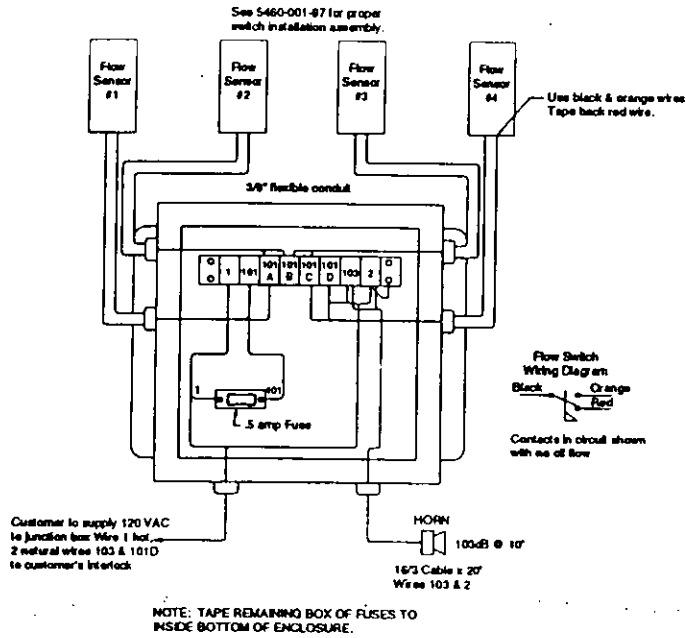 See 5460-001-97 for proper
switch installation assembly.
Flow
Sensor
#1
Flow
Sensor
#2
Flow
Sensor
#3
Flow
Sensor
#4
Use black & orange wires
Tape back red wire.
3/8" flexible conduit
1
101
101
A
101
B
101
C
101
D
103
2
1
101
.5 amp Fuse
Flow Switch
Wiring Diagram
Black
Orange
Red
Contacts in circuit shown
with no oil flow
Customer to supply 120 VAC
to junction box Wire 1 hot,
2 natural wires 103 & 101D
to customer's interlock
HORN
103dB @ 10'
16/3 Cable x 20'
Wires 103 & 2
NOTE: TAPE REMAINING BOX OF FUSES TO
INSIDE BOTTOM OF ENCLOSURE.